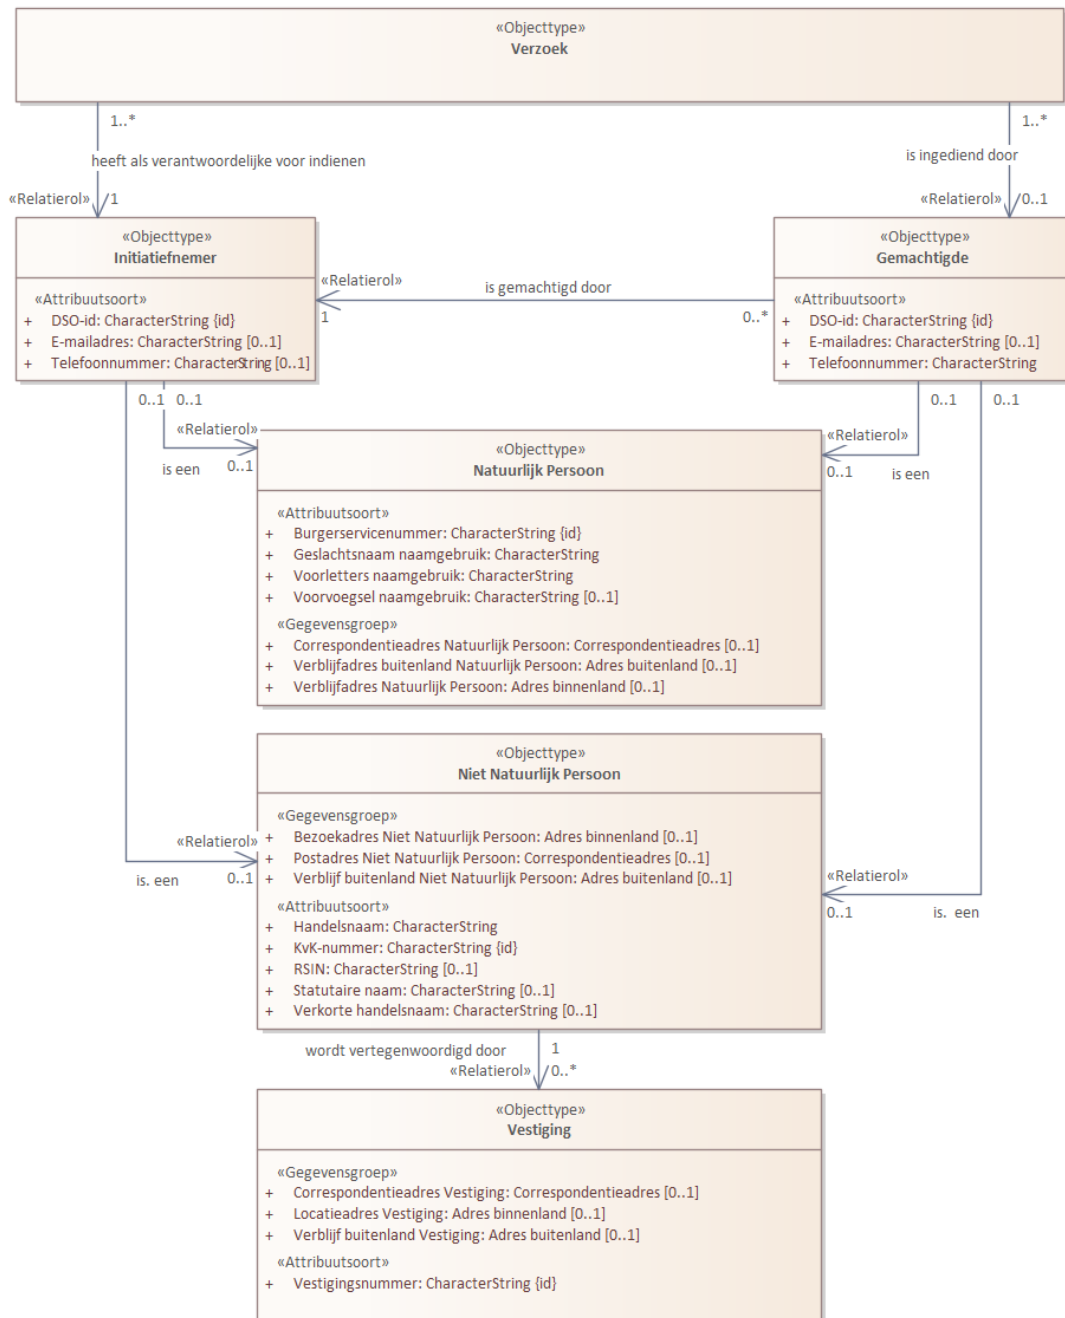 «Objecttype»
Verzoek
1..*
1..*
heeft als verantwoordelijke voor indienen
is ingediend door
«Relatierol»
1
«Relatierol»
0..1
«Objecttype»
Initiatiefnemer
«Attribuutsoort»
+ DSO-id: CharacterString {id}
+ E-mailadres: CharacterString [0..1]
+ Telefoonnummer: CharacterString [0..1]
«Relatierol»
1
is gemachtigd door
0..*
«Objecttype»
Gemachtigde
«Attribuutsoort»
+ DSO-id: CharacterString {id}
+ E-mailadres: CharacterString [0..1]
+ Telefoonnummer: CharacterString
0..1 0..1
0..1 0..1
«Relatierol»
is een 0..1
«Relatierol»
0..1 is een
«Objecttype»
Natuurlijk Persoon
«Attribuutsoort»
+ Burgerservicenummer: CharacterString {id}
+ Geslachtsnaam naamgebruik: CharacterString
+ Voorletters naamgebruik: CharacterString
+ Voorvoegsel naamgebruik: CharacterString [0..1]
«Gegevensgroep»
+ Correspondentieadres Natuurlijk Persoon: Correspondentieadres [0..1]
+ Verblijfadres buitenland Natuurlijk Persoon: Adres buitenland [0..1]
+ Verblijfadres Natuurlijk Persoon: Adres binnenland [0..1]
«Objecttype»
Niet Natuurlijk Persoon
«Gegevensgroep»
+ Bezoekadres Niet Natuurlijk Persoon: Adres binnenland [0..1]
+ Postadres Niet Natuurlijk Persoon: Correspondentieadres [0..1]
+ Verblijf buitenland Niet Natuurlijk Persoon: Adres buitenland [0..1]
«Attribuutsoort»
+ Handelsnaam: CharacterString
+ KvK-nummer: CharacterString {id}
+ RSIN: CharacterString [0..1]
+ Statutaire naam: CharacterString [0..1]
+ Verkorte handelsnaam: CharacterString [0..1]
«Relatierol»
is. een 0..1
«Relatierol»
0..1 is. een
wordt vertegenwoordigd door 1
«Relatierol» 0..*
«Objecttype»
Vestiging
«Gegevensgroep»
+ Correspondentieadres Vestiging: Correspondentieadres [0..1]
+ Locatieadres Vestiging: Adres binnenland [0..1]
+ Verblijf buitenland Vestiging: Adres buitenland [0..1]
«Attribuutsoort»
+ Vestigingsnummer: CharacterString {id}